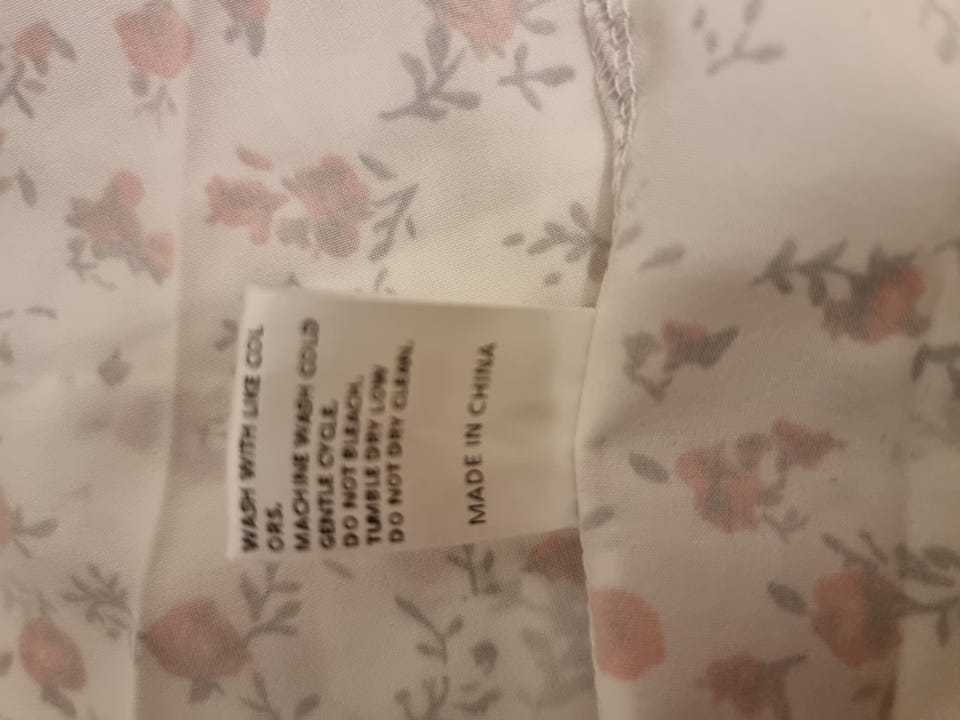 WASH WITH LIKE COL
ORS.
MACHINE WASH COLD
GENTLE CYCLE.
DO NOT BLEACH.
TUMBLE DRY LOW
DO NOT DRY CLEAN.
MADE IN CHINA